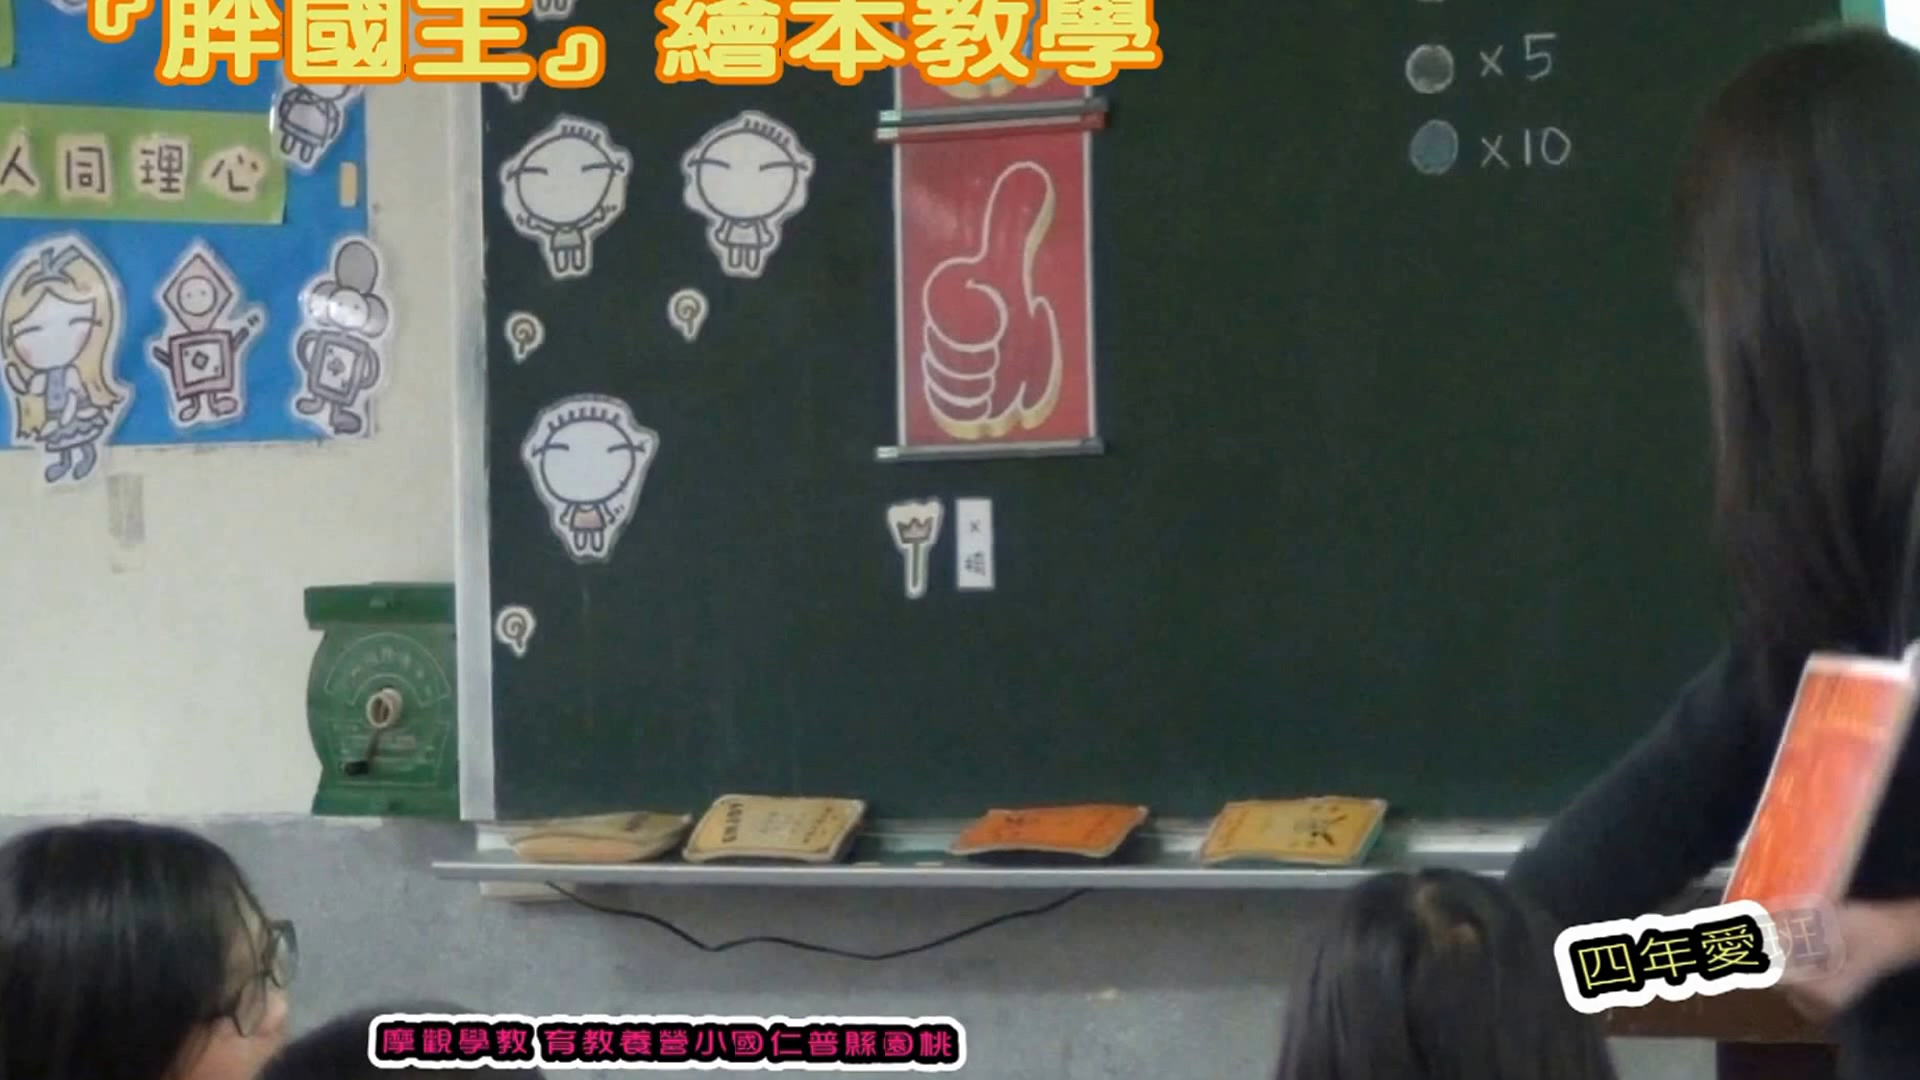 『胖國王』繪本教學
×5
×10
人同理心
×
四年愛班
摩觀學教 育教養營小國仁普縣園桃